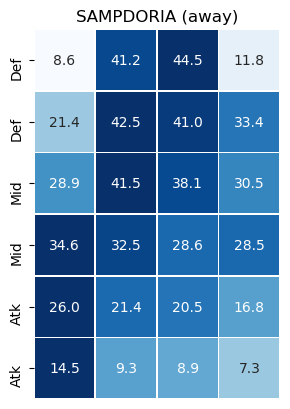 SAMPDORIA (away)
Def 8.6 41.2 44.5 11.8
Def 21.4 42.5 41.0 33.4
Mid 28.9 41.5 38.1 30.5
Mid 34.6 32.5 28.6 28.5
Atk 26.0 21.4 20.5 16.8
Atk 14.5 9.3 8.9 7.3